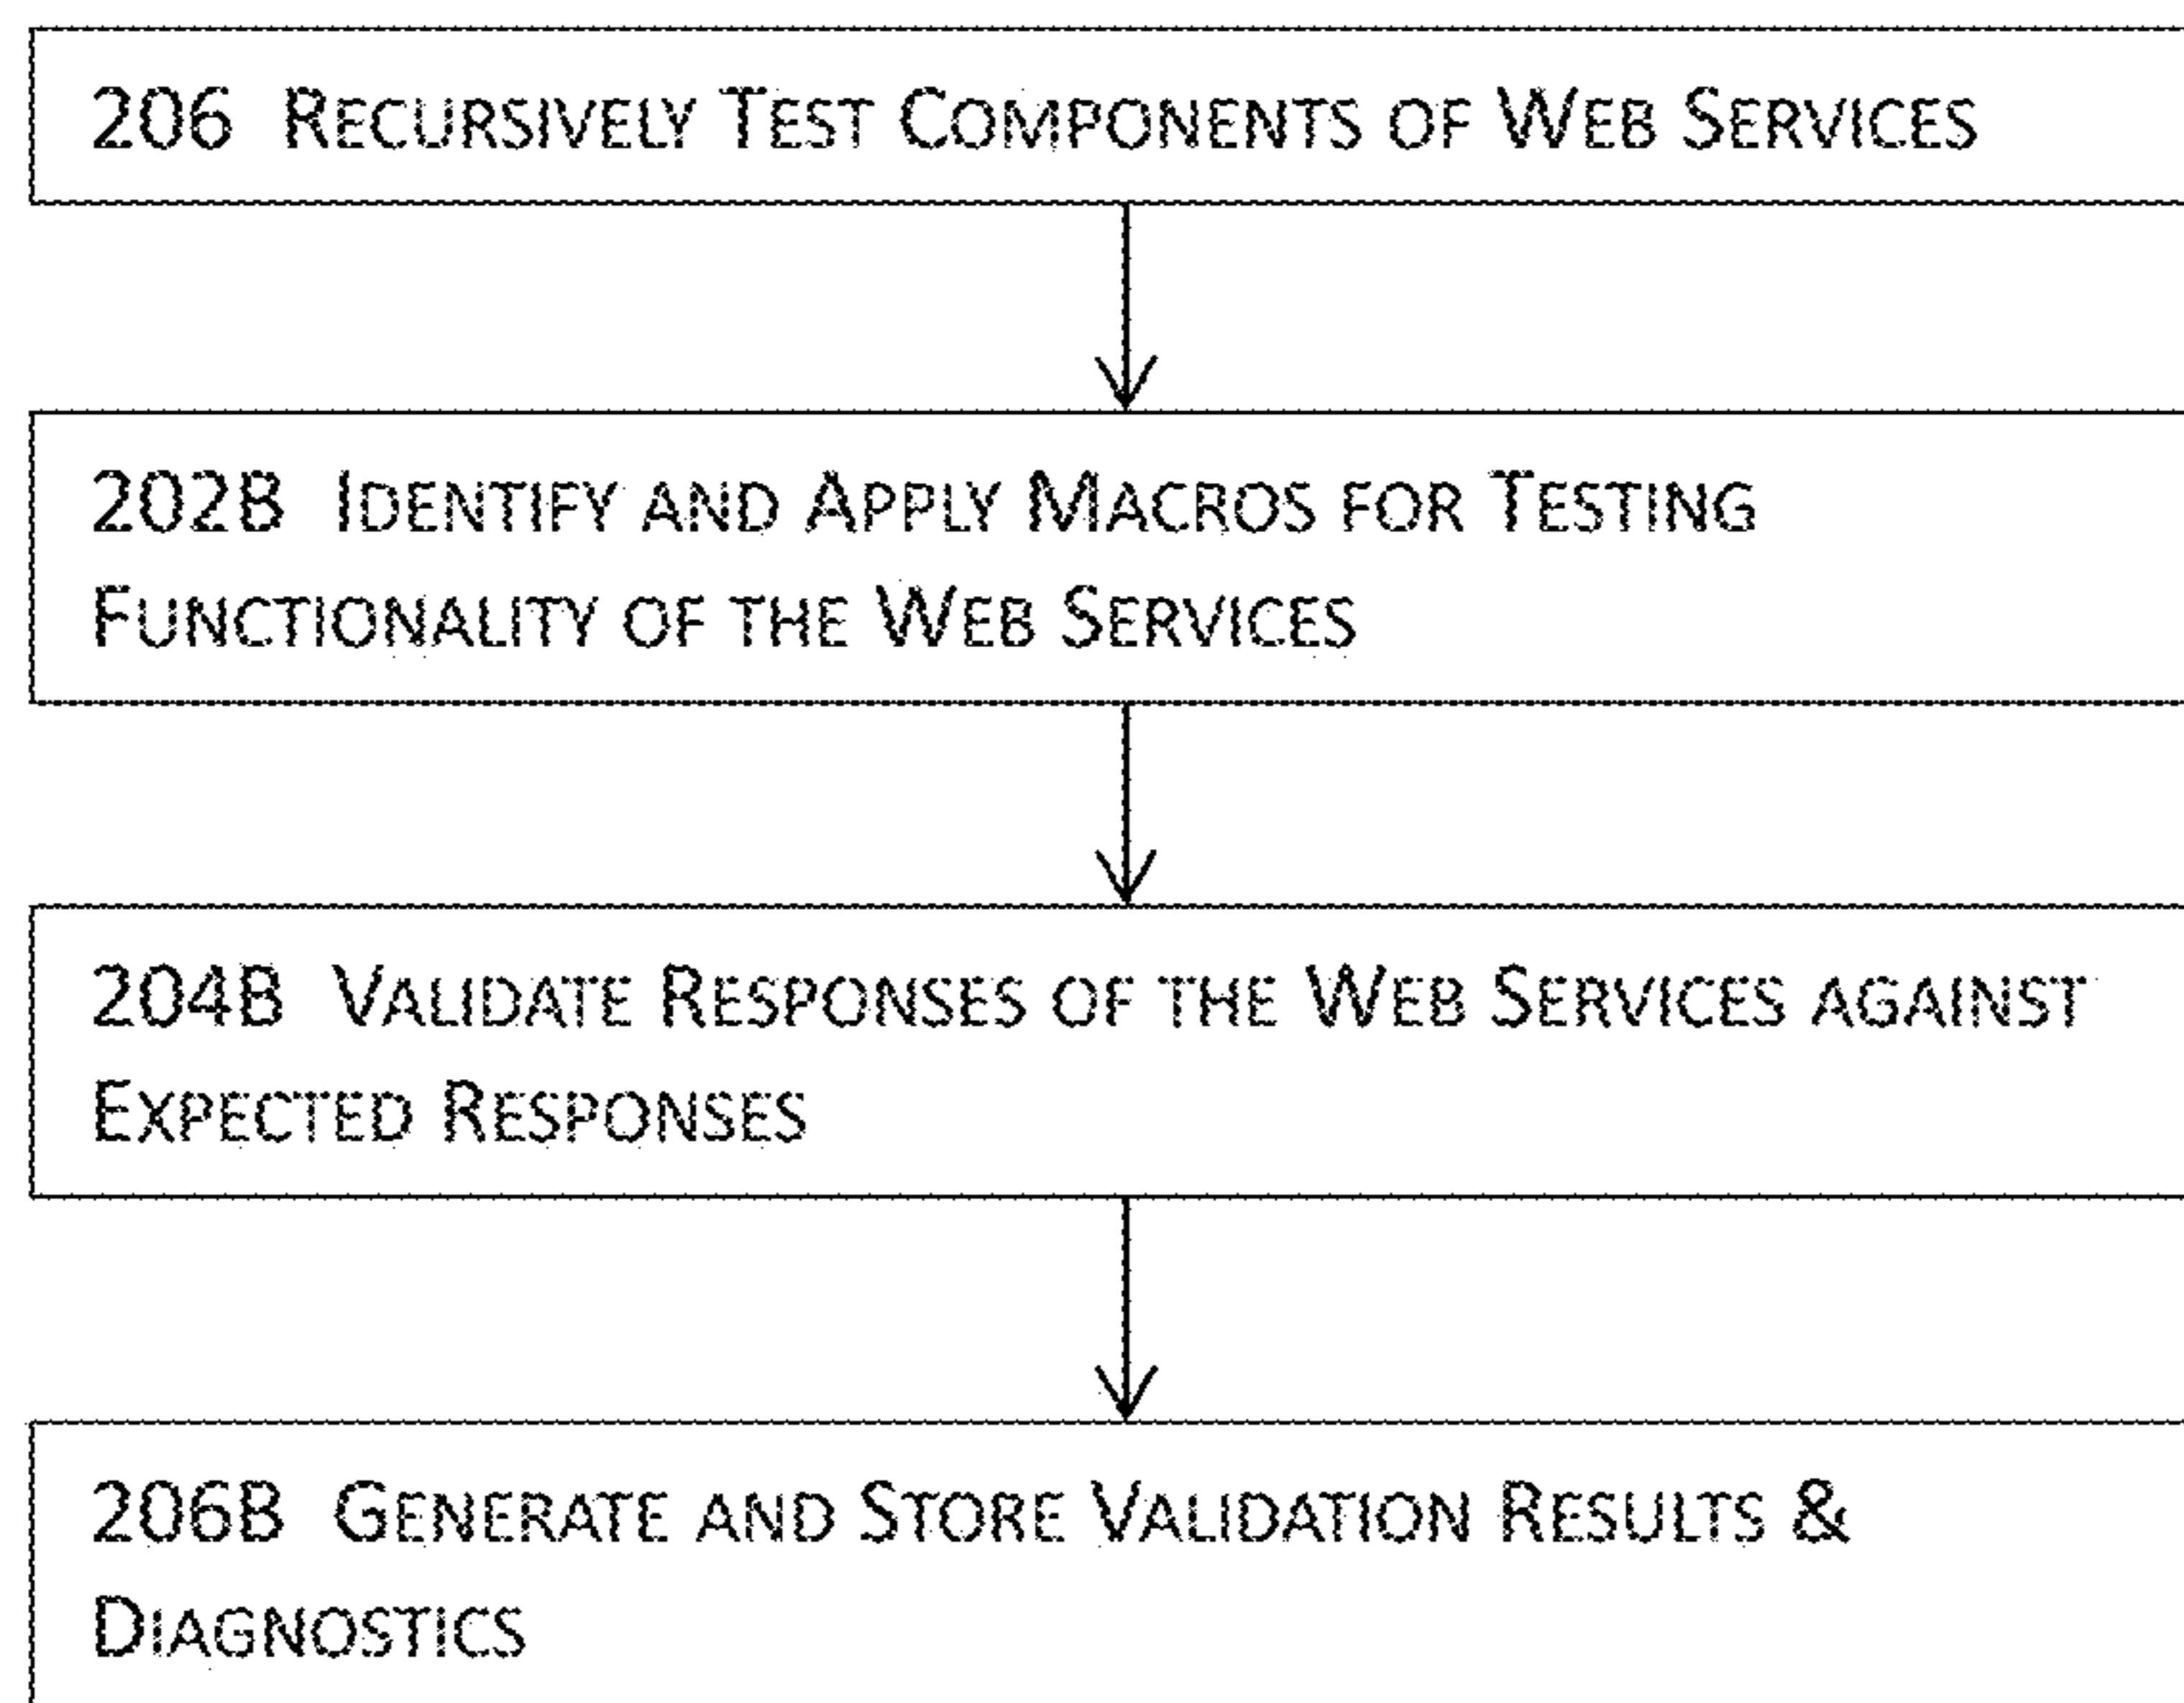 206 Recursively Test Components of Web Services
202B Identify and Apply Macros for Testing
Functionality of the Web Services
204B Validate Responses of the Web Services against
Expected Responses
206B Generate and Store Validation Results &
Diagnostics